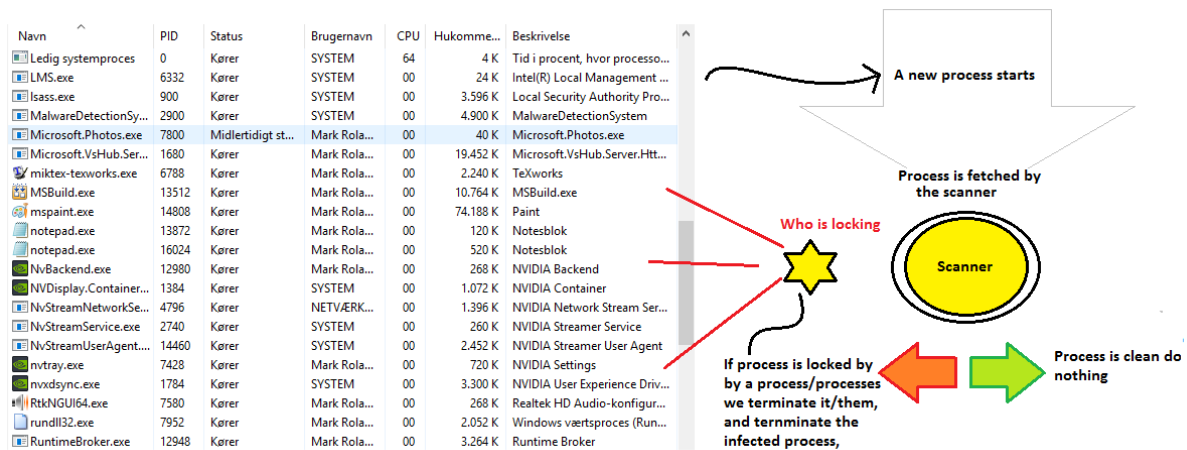 Navn PID Status Brugernavn CPU Hukomme... Beskrivelse
Ledig systemproces 0 Kører SYSTEM 64 4 K Tid i procent, hvor processo...
LMS.exe 6332 Kører SYSTEM 00 24 K Intel(R) Local Management ...
lsass.exe 900 Kører SYSTEM 00 3.596 K Local Security Authority Pro...
MalwareDetectionSy... 2900 Kører SYSTEM 00 4.900 K MalwareDetectionSystem
Microsoft.Photos.exe 7800 Midlertidigt st... Mark Rola... 00 40 K Microsoft.Photos.exe
Microsoft.VsHub.Ser... 1680 Kører Mark Rola... 00 19.452 K Microsoft.VsHub.Server.Htt...
miktex-texworks.exe 6788 Kører Mark Rola... 00 2.240 K TeXworks
MSBuild.exe 13512 Kører Mark Rola... 00 10.764 K MSBuild.exe
mspaint.exe 14808 Kører Mark Rola... 00 74.188 K Paint
notepad.exe 13872 Kører Mark Rola... 00 120 K Notesblok
notepad.exe 16024 Kører Mark Rola... 00 520 K Notesblok
NvBackend.exe 12980 Kører Mark Rola... 00 268 K NVIDIA Backend
NVDisplay.Container... 1384 Kører SYSTEM 00 1.072 K NVIDIA Container
NvStreamNetworkSe... 4796 Kører NETVÆRK... 00 1.396 K NVIDIA Network Stream Ser...
NvStreamService.exe 2740 Kører SYSTEM 00 260 K NVIDIA Streamer Service
NvStreamUserAgent.... 14460 Kører SYSTEM 00 2.452 K NVIDIA Streamer User Agent
nvtray.exe 7428 Kører Mark Rola... 00 720 K NVIDIA Settings
nvxdsync.exe 1784 Kører SYSTEM 00 3.300 K NVIDIA User Experience Driv...
RtkNGUI64.exe 7580 Kører Mark Rola... 00 268 K Realtek HD Audio-konfigur...
rundll32.exe 7952 Kører Mark Rola... 00 2.052 K Windows værtsproces (Run...
RuntimeBroker.exe 12948 Kører Mark Rola... 00 3.264 K Runtime Broker
A new process starts
Process is fetched by
the scanner
Who is locking
Scanner
If process is locked by
by a process/processes
we terminate it/them,
and ternminate the
infected process,
Process is clean do
nothing